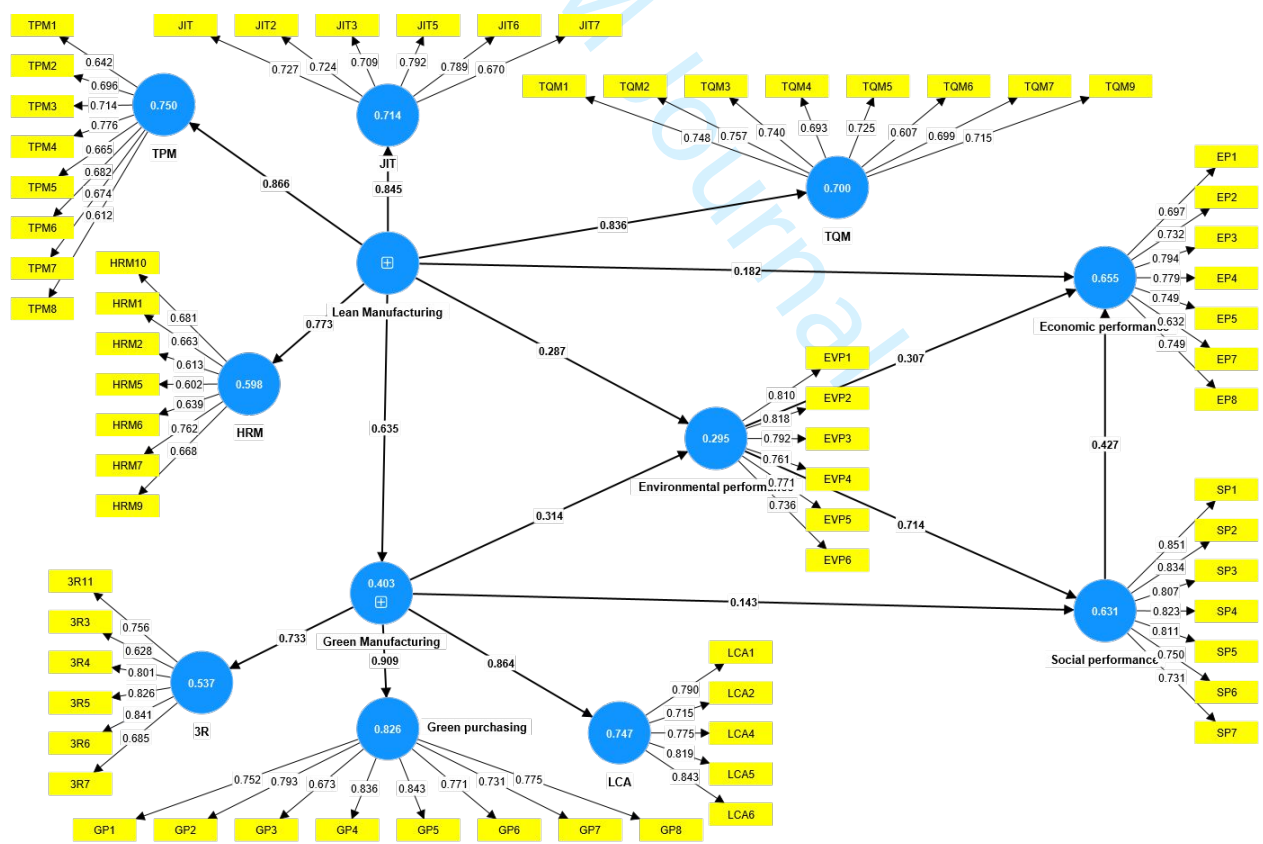 TPM1
TPM2
TPM3
TPM4
TPM5
TPM6
TPM7
TPM8
0.642
0.696
0.714
0.776
0.665
0.682
0.674
0.612
0.750
TPM
JIT
JIT2
JIT3
JIT5
JIT6
JIT7
0.727
0.724
0.709
0.792
0.789
0.670
0.714
JIT
TQM1
TQM2
TQM3
TQM4
TQM5
TQM6
TQM7
TQM9
0.748
0.757
0.740
0.693
0.725
0.607
0.699
0.715
0.700
TQM
0.866
0.845
0.836
0.182
Lean Manufacturing
0.773
0.287
0.635
HRM10
HRM1
HRM2
HRM5
HRM6
HRM7
HRM9
0.681
0.663
0.613
0.602
0.639
0.762
0.668
0.598
HRM
EP1
EP2
EP3
EP4
EP5
EP7
EP8
0.697
0.732
0.794
0.779
0.749
0.632
0.749
0.655
Economic performance
0.307
0.427
EVP1
EVP2
EVP3
EVP4
EVP5
EVP6
0.810
0.818
0.792
0.761
0.771
0.736
0.295
Environmental performa
0.314
0.714
0.143
SP1
SP2
SP3
SP4
SP5
SP6
SP7
0.851
0.834
0.807
0.823
0.811
0.750
0.731
0.631
Social performance
0.403
Green Manufacturing
0.733
0.909
0.864
3R11
3R3
3R4
3R5
3R6
3R7
0.756
0.628
0.801
0.826
0.841
0.685
0.537
3R
0.826
Green purchasing
0.752
0.793
0.673
0.836
0.843
0.771
0.731
0.775
GP1
GP2
GP3
GP4
GP5
GP6
GP7
GP8
LCA1
LCA2
LCA4
LCA5
LCA6
0.790
0.715
0.775
0.819
0.843
0.747
LCA
Journal